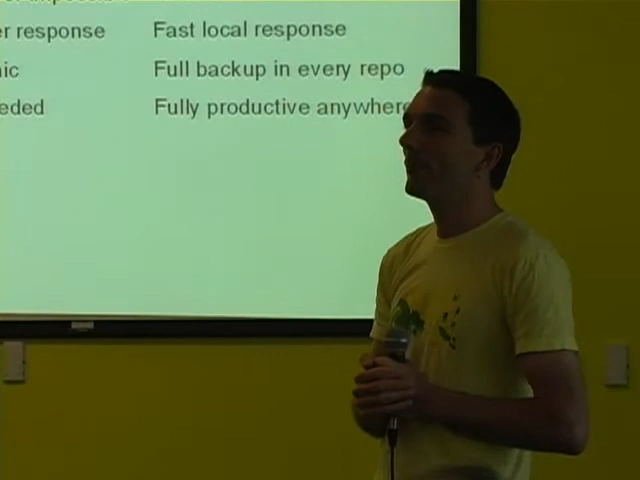 er response Fast local response
nic Full backup in every repo
eded Fully productive anywhere